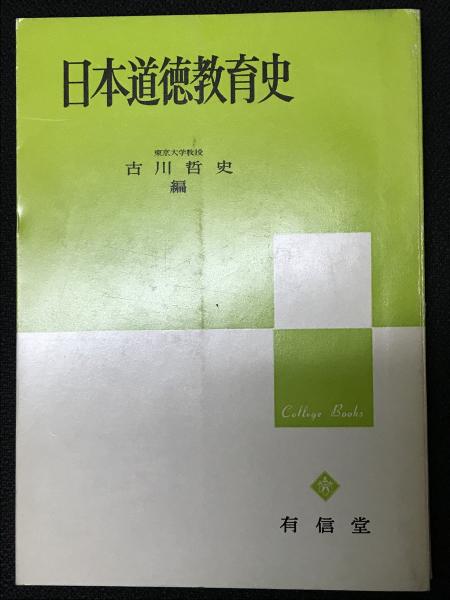 日本道徳教育史
東京大学教授
古川哲史
編
College Books
有信堂